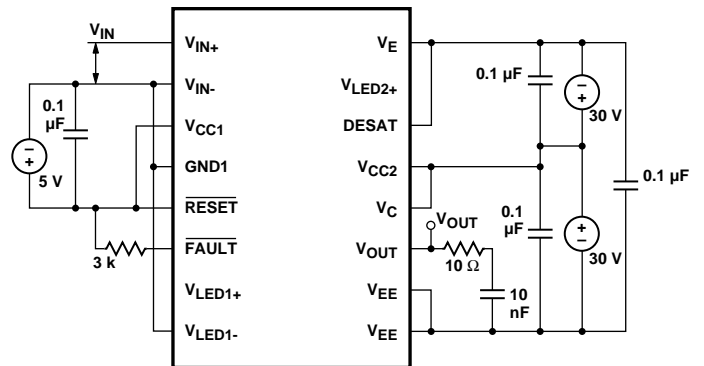 VIN
VIN+
VIN-
VCC1
GND1
RESET
FAULT
VLED1+
VLED1-
VE
VLED2+
DESAT
VCC2
VC
VOUT
VEE
VEE
0.1
µF
− +
5 V
3 k
0.1 µF
− +
30 V
0.1 µF
VOUT
0.1
µF
+ −
30 V
10 Ω
10
nF